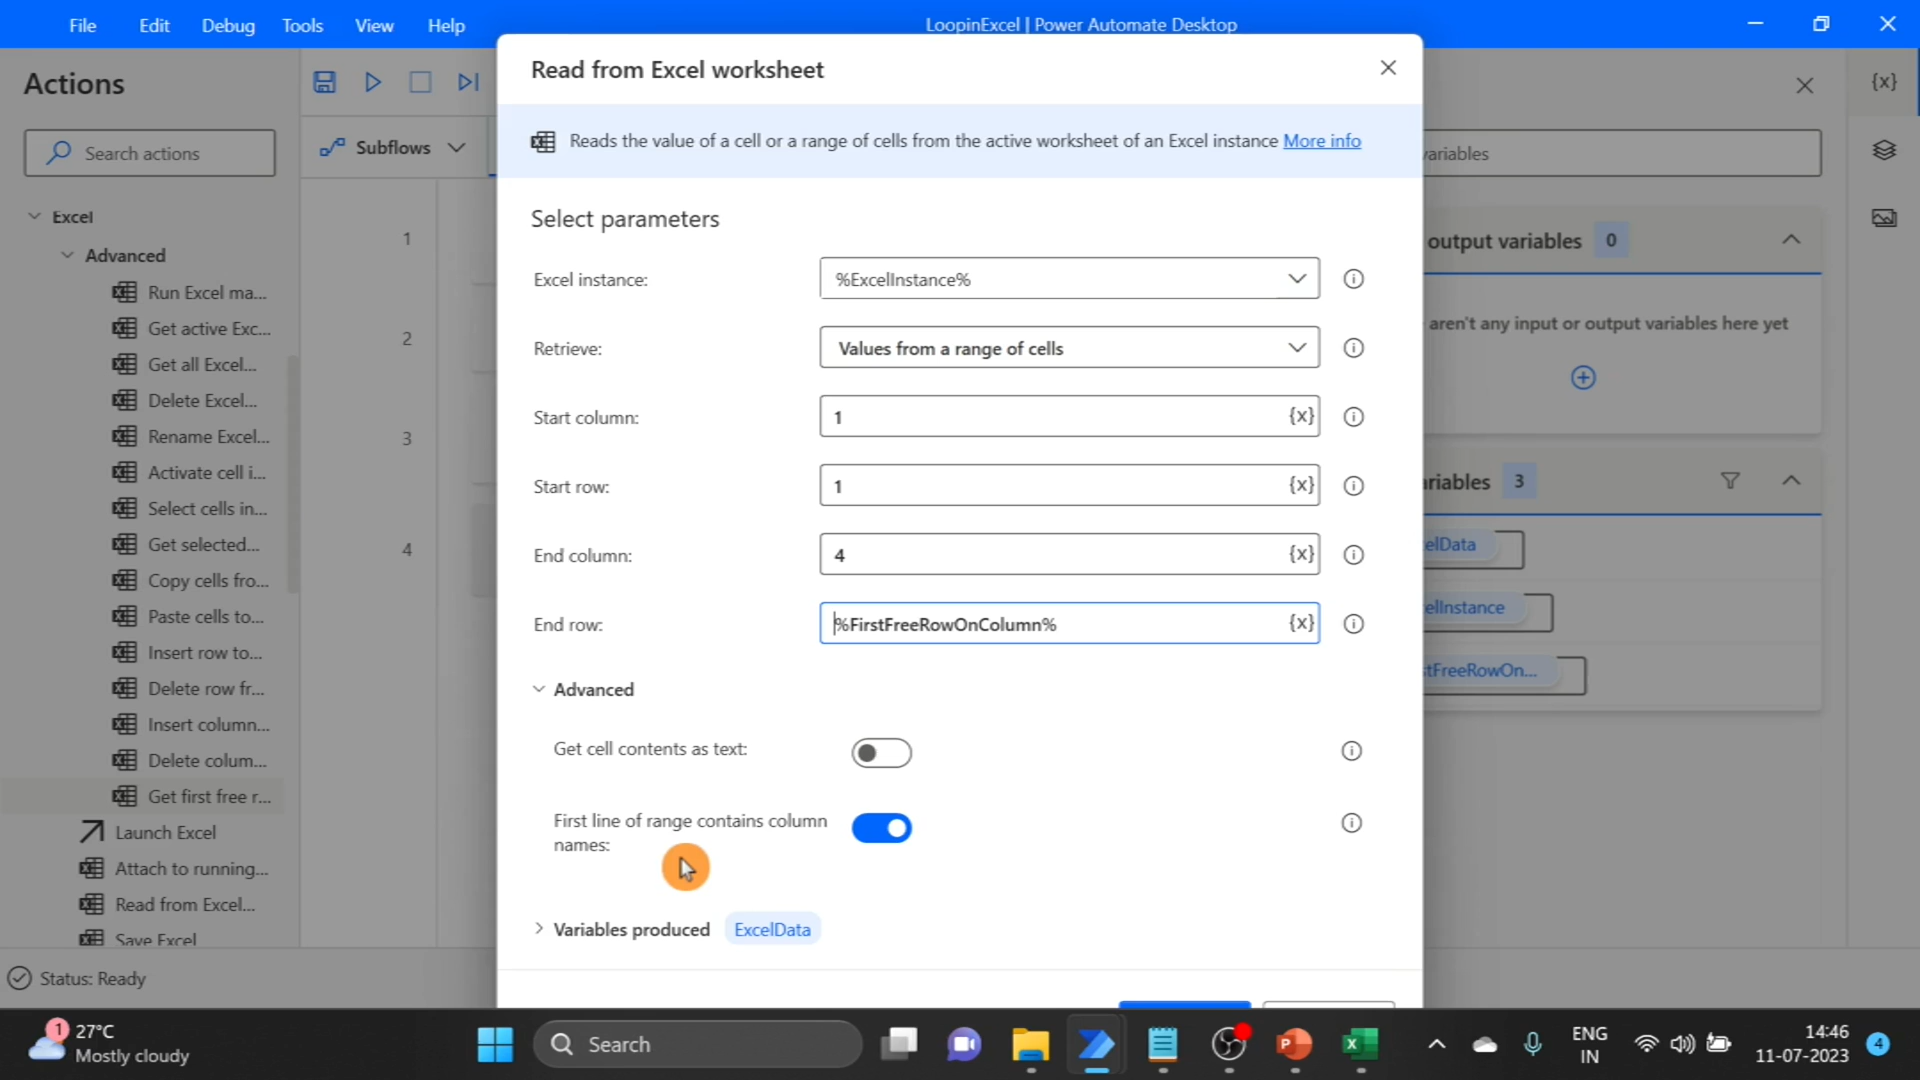 File Edit Debug Tools View Help
LoopinExcel | Power Automate Desktop
Actions
Search actions
Excel
Advanced
Run Excel ma...
Get active Exc...
Get all Excel...
Delete Excel...
Rename Excel...
Activate cell i...
Select cells in...
Get selected...
Copy cells fro...
Paste cells to...
Insert row to...
Delete row fr...
Insert column...
Delete colum...
Get first free r...
Launch Excel
Attach to running...
Read from Excel...
Save Excel
Status: Ready
Subflows
1
2
3
4
Read from Excel worksheet
Reads the value of a cell or a range of cells from the active worksheet of an Excel instance More info
Select parameters
Excel instance: %ExcelInstance%
Retrieve: Values from a range of cells
Start column: 1 {x}
Start row: 1 {x}
End column: 4 {x}
End row: %FirstFreeRowOnColumn% {x}
Advanced
Get cell contents as text:
First line of range contains column
names:
Variables produced ExcelData
{x}
variables
output variables 0
aren't any input or output variables here yet
riables 3
elData
elInstance
tFreeRowOn...
1 27°C
Mostly cloudy
Search
ENG
IN
14:46
11-07-2023
4